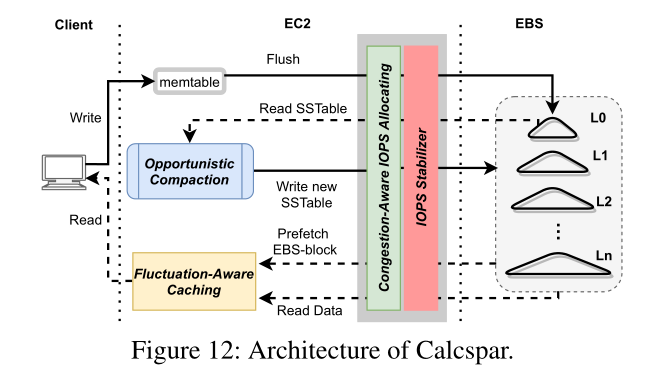 Client
EC2
EBS
Flush
memtable
Write
Read SSTable
L0
Opportunistic
Compaction
Write new
SSTable
L1
L2
Congestion-Aware IOPS Allocating
IOPS Stabilizer
Read
Prefetch
EBS-block
Ln
Fluctuation-Aware
Caching
Read Data
Figure 12: Architecture of Calcspar.